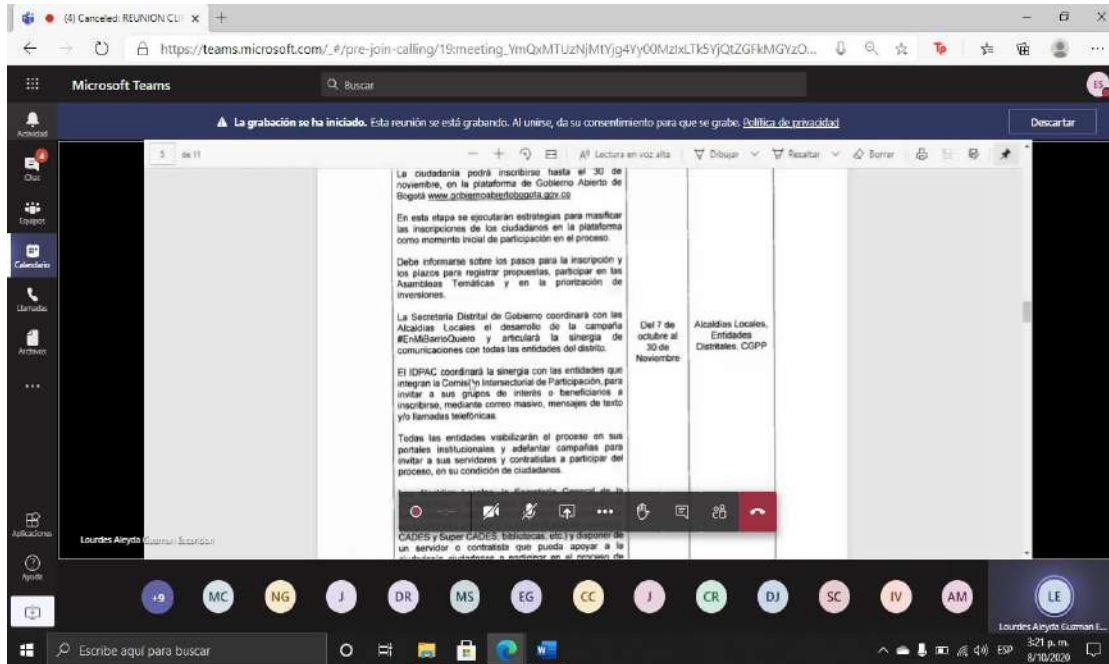 (4) Canceled: REUNION CLI
https://teams.microsoft.com/_#/pre-join-calling/19:meeting_YmQxMTUzNjMtYjg4Yy00MzIxLTk5YjQtZGFkMGYzO...
Microsoft Teams
Buscar
ES
La grabación se ha iniciado. Esta reunión se está grabando. Al unirse, da su consentimiento para que se grabe. Política de privacidad
Descartar
Actividad
Chat
Equipos
Calendario
Llamadas
Archivos
Aplicaciones
Ayuda
5 de 11
Lectura en voz alta
Dibujar
Resaltar
Borrar
La ciudadanía podrá inscribirse hasta el 30 de
noviembre, en la plataforma de Gobierno Abierto de
Bogotá www.gobiernoabiertobogota.gov.co
En esta etapa se ejecutarán estrategias para masificar
las inscripciones de los ciudadanos en la plataforma
como momento inicial de participación en el proceso.
Debe informarse sobre los pasos para la inscripción y
los plazos para registrar propuestas, participar en las
Asambleas Temáticas y en la priorización de
inversiones.
La Secretaría Distrital de Gobierno coordinará con las
Alcaldías Locales el desarrollo de la campaña
#EnMiBarrioQuiero y articulará la sinergia de
comunicaciones con todas las entidades del distrito.
El IDPAC coordinará la sinergia con las entidades que
integran la Comisión Intersectorial de Participación, para
invitar a sus grupos de interés o beneficiarios a
inscribirse, mediante correo masivo, mensajes de texto
y/o llamadas telefónicas.
Todas las entidades visibilizarán el proceso en sus
portales institucionales y adelantar campañas para
invitar a sus servidores y contratistas a participar del
proceso, en su condición de ciudadanos.
CADES y Super CADES, bibliotecas, etc.) y disponer de
un servidor o contratista que pueda apoyar a la
Del 7 de
octubre al
30 de
Noviembre
Alcaldías Locales,
Entidades
Distritales, CGPP
Lourdes Aleyda Guzman Escandon
+9
MC
NG
J
DR
MS
EG
CC
J
CR
DJ
SC
IV
AM
LE
Lourdes Aleyda Guzman E...
Escribe aquí para buscar
ESP
3:21 p. m.
8/10/2020